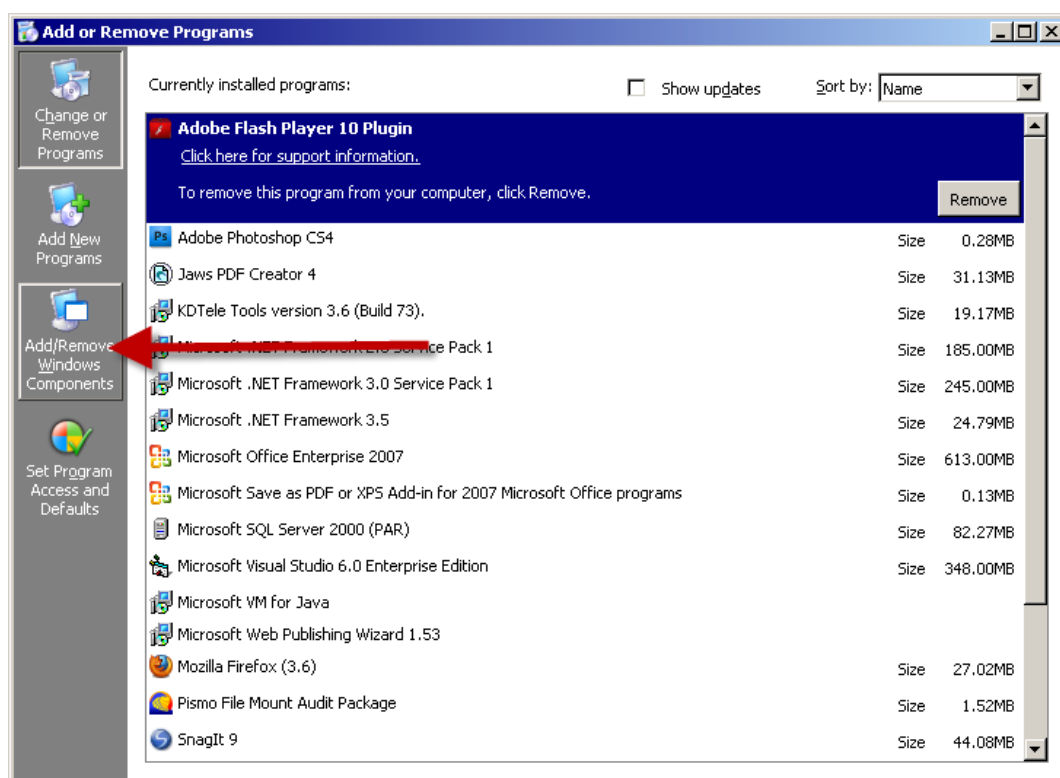 Add or Remove Programs
Change or
Remove
Programs
Add New
Programs
Add/Remove
Windows
Components
Set Program
Access and
Defaults
Currently installed programs:
Show updates
Sort by: Name
Adobe Flash Player 10 Plugin
Click here for support information.
To remove this program from your computer, click Remove.
Remove
Ps Adobe Photoshop CS4 Size 0.28MB
Jaws PDF Creator 4 Size 31.13MB
KDTele Tools version 3.6 (Build 73). Size 19.17MB
Pack 1 Size 185.00MB
Microsoft .NET Framework 3.0 Service Pack 1 Size 245.00MB
Microsoft .NET Framework 3.5 Size 24.79MB
Microsoft Office Enterprise 2007 Size 613.00MB
Microsoft Save as PDF or XPS Add-in for 2007 Microsoft Office programs Size 0.13MB
Microsoft SQL Server 2000 (PAR) Size 82.27MB
Microsoft Visual Studio 6.0 Enterprise Edition Size 348.00MB
Microsoft VM for Java
Microsoft Web Publishing Wizard 1.53
Mozilla Firefox (3.6) Size 27.02MB
Pismo File Mount Audit Package Size 1.52MB
SnagIt 9 Size 44.08MB